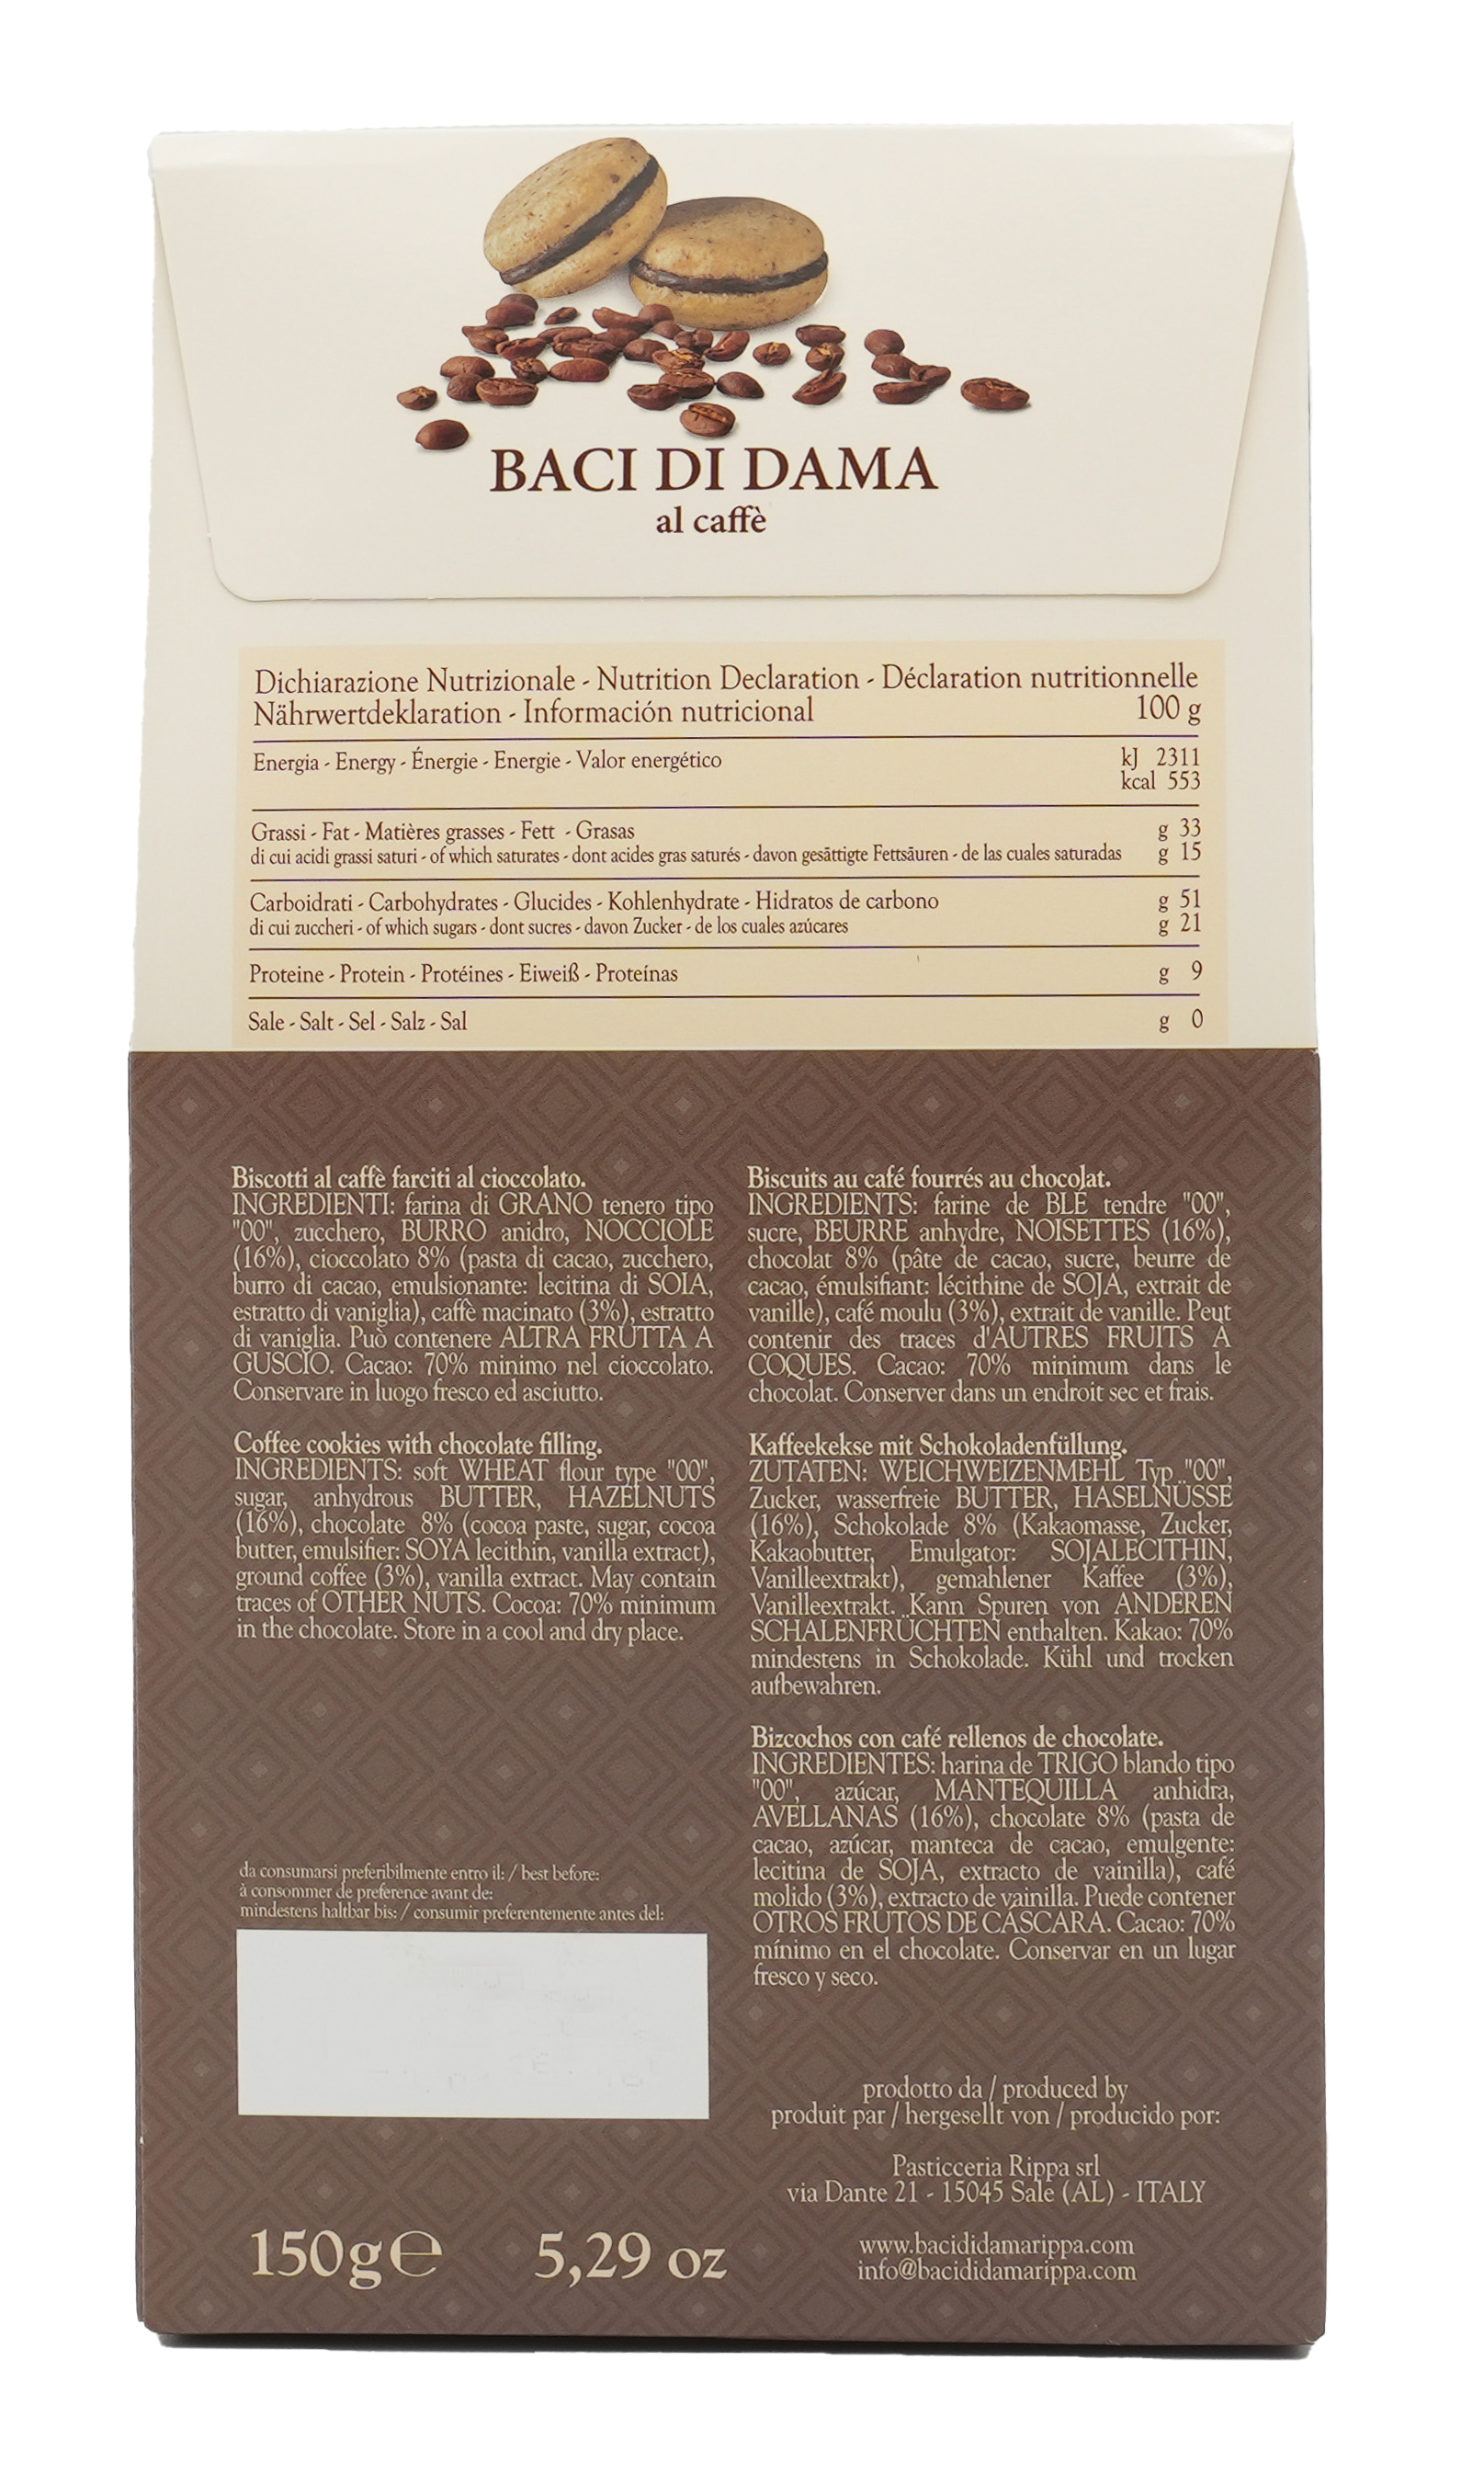 BACI DI DAMA
al caffè
Dichiarazione Nutrizionale - Nutrition Declaration - Déclaration nutritionnelle
Nährwertdeklaration - Información nutricional 100 g
Energia - Energy - Énergie - Energie - Valor energético kJ 2311
kcal 553
Grassi - Fat - Matières grasses - Fett - Grasas g 33
di cui acidi grassi saturi - of which saturates - dont acides gras saturés - davon gesättigte Fettsäuren - de las cuales saturadas g 15
Carboidrati - Carbohydrates - Glucides - Kohlenhydrate - Hidratos de carbono g 51
di cui zuccheri - of which sugars - dont sucres - davon Zucker - de los cuales azúcares g 21
Proteine - Protein - Protéines - Eiweiß - Proteínas g 9
Sale - Salt - Sel - Salz - Sal g 0
Biscotti al caffè farciti al cioccolato.
INGREDIENTI: farina di GRANO tenero tipo
"00", zucchero, BURRO anidro, NOCCIOLE
(16%), cioccolato 8% (pasta di cacao, zucchero,
burro di cacao, emulsionante: lecitina di SOIA,
estratto di vaniglia), caffè macinato (3%), estratto
di vaniglia. Può contenere ALTRA FRUTTA A
GUSCIO. Cacao: 70% minimo nel cioccolato.
Conservare in luogo fresco ed asciutto.
Coffee cookies with chocolate filling.
INGREDIENTS: soft WHEAT flour type "00",
sugar, anhydrous BUTTER, HAZELNUTS
(16%), chocolate 8% (cocoa paste, sugar, cocoa
butter, emulsifier: SOYA lecithin, vanilla extract),
ground coffee (3%), vanilla extract. May contain
traces of OTHER NUTS. Cocoa: 70% minimum
in the chocolate. Store in a cool and dry place.
da consumarsi preferibilmente entro il: / best before:
à consommer de preference avant de:
mindestens haltbar bis: / consumir preferentemente antes del:
150g℮ 5,29 oz
Biscuits au café fourrés au chocolat.
INGREDIENTS: farine de BLÉ tendre "00",
sucre, BEURRE anhydre, NOISETTES (16%),
chocolat 8% (pâte de cacao, sucre, beurre de
cacao, émulsifiant: lécithine de SOJA, extrait de
vanille), café moulu (3%), extrait de vanille. Peut
contenir des traces d'AUTRES FRUITS A
COQUES. Cacao: 70% minimum dans le
chocolat. Conserver dans un endroit sec et frais.
Kaffeekekse mit Schokoladenfüllung.
ZUTATEN: WEICHWEIZENMEHL Typ "00",
Zucker, wasserfreie BUTTER, HASELNÜSSE
(16%), Schokolade 8% (Kakaomasse, Zucker,
Kakaobutter, Emulgator: SOJALECITHIN,
Vanilleextrakt), gemahlener Kaffee (3%),
Vanilleextrakt. Kann Spuren von ANDEREN
SCHALENFRÜCHTEN enthalten. Kakao: 70%
mindestens in Schokolade. Kühl und trocken
aufbewahren.
Bizcochos con café rellenos de chocolate.
INGREDIENTES: harina de TRIGO blando tipo
"00", azúcar, MANTEQUILLA anhidra,
AVELLANAS (16%), chocolate 8% (pasta de
cacao, azúcar, manteca de cacao, emulgente:
lecitina de SOJA, extracto de vainilla), café
molido (3%), extracto de vainilla. Puede contener
OTROS FRUTOS DE CÁSCARA. Cacao: 70%
mínimo en el chocolate. Conservar en un lugar
fresco y seco.
prodotto da / produced by
produit par / hergesellt von / producido por:
Pasticceria Rippa srl
via Dante 21 - 15045 Sale (AL) - ITALY
www.bacididamarippa.com
info@bacididamarippa.com